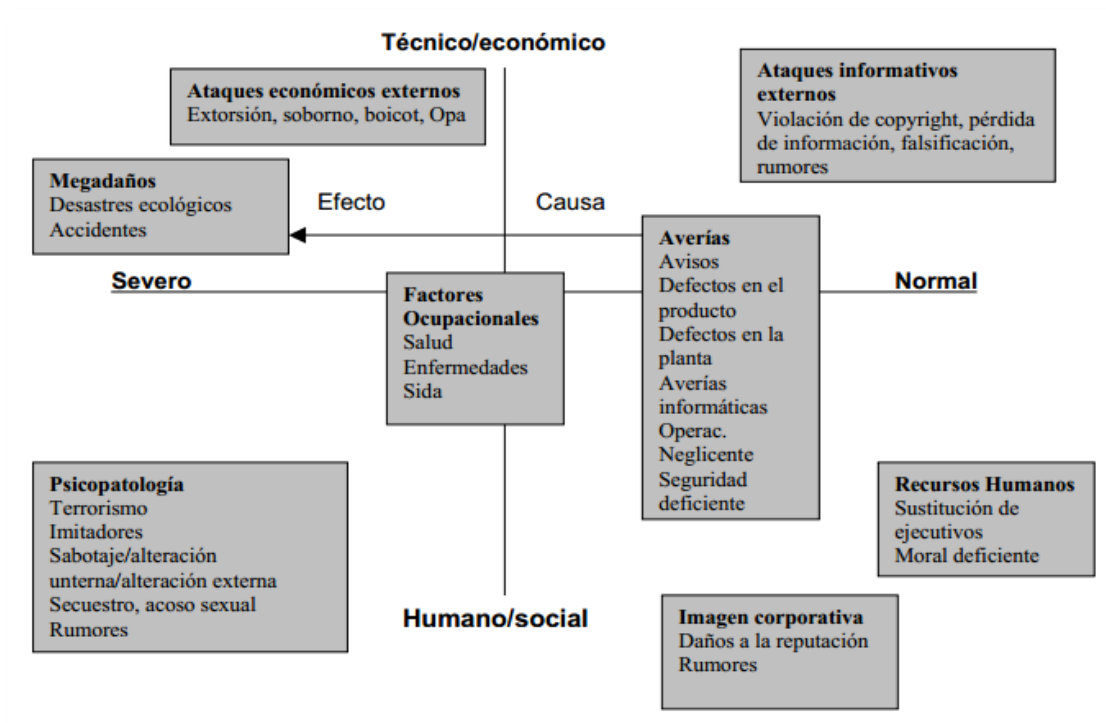 Técnico/económico
Ataques económicos externos
Extorsión, soborno, boicot, Opa
Ataques informativos
externos
Violación de copyright, pérdida
de información, falsificación,
rumores
Megadaños
Desastres ecológicos
Accidentes
Efecto
Causa
Averías
Avisos
Defectos en el
producto
Defectos en la
planta
Averías
informáticas
Operac.
Neglicente
Seguridad
deficiente
Severo
Normal
Factores
Ocupacionales
Salud
Enfermedades
Sida
Psicopatología
Terrorismo
Imitadores
Sabotaje/alteración
unterna/alteración externa
Secuestro, acoso sexual
Rumores
Recursos Humanos
Sustitución de
ejecutivos
Moral deficiente
Humano/social
Imagen corporativa
Daños a la reputación
Rumores